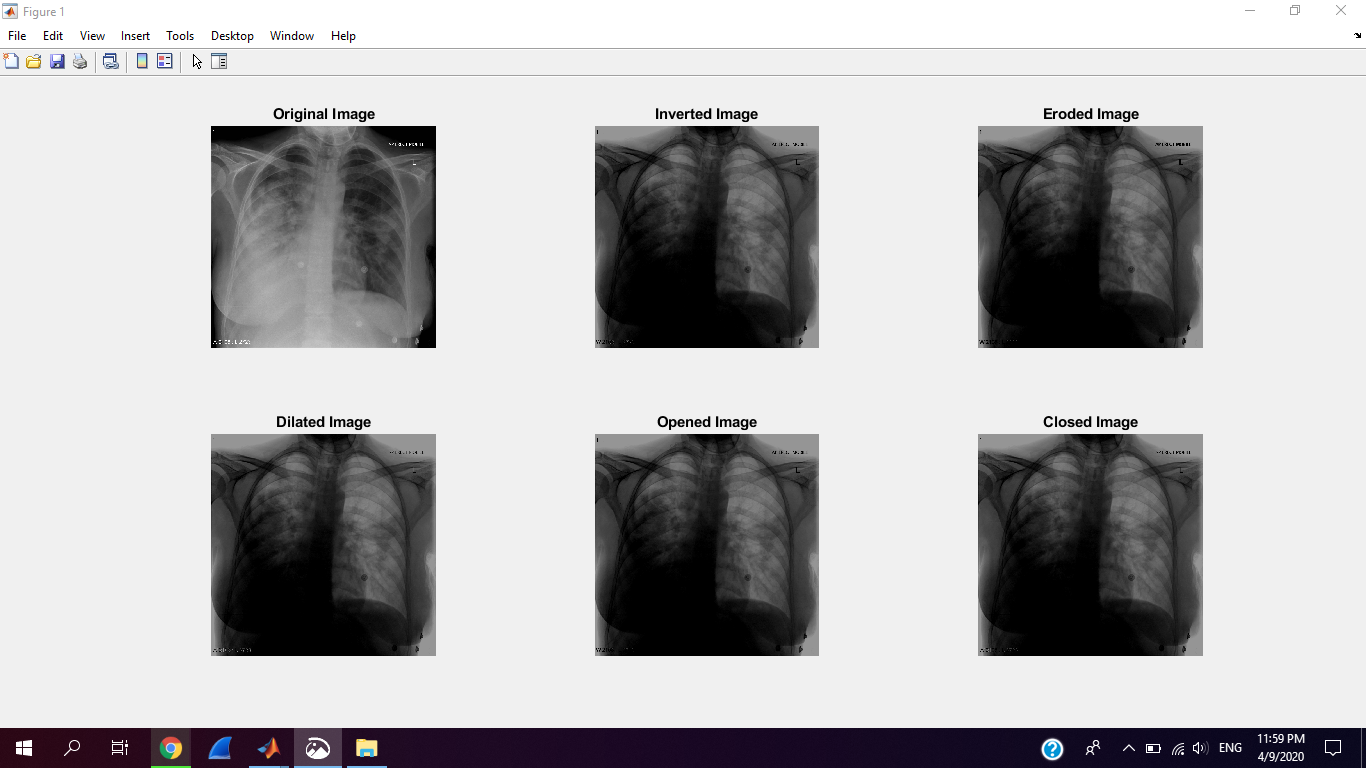 Figure 1
File Edit View Insert Tools Desktop Window Help
Original Image
Inverted Image
Eroded Image
L
L
L
Dilated Image
Opened Image
Closed Image
L
L
L
ENG
11:59 PM
4/9/2020